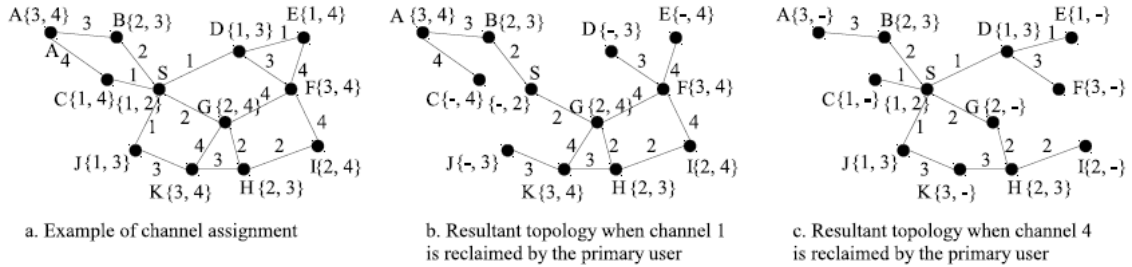 A{3, 4}
3
B{2, 3}
A
4
2
C{1, 4}
1
S
{1, 2}
1
D{1, 3}
1
E{1, 4}
3
4
F{3, 4}
2
G{2, 4}
4
4
1
J{1, 3}
3
K{3, 4}
4
3
2
H{2, 3}
2
I{2, 4}
a. Example of channel assignment
A{3, 4}
3
B{2, 3}
4
2
C{-, 4}
S
{-, 2}
D{-, 3}
E{-, 4}
3
4
F{3, 4}
2
G{2, 4}
4
4
J{-, 3}
3
K{3, 4}
4
3
2
H{2, 3}
2
I{2, 4}
b. Resultant topology when channel 1
is reclaimed by the primary user
A{3, -}
3
B{2, 3}
2
C{1, -}
1
S
{1, 2}
1
D{1, 3}
1
E{1, -}
3
F{3, -}
2
G{2, -}
1
J{1, 3}
3
K{3, -}
3
2
H{2, 3}
2
I{2, -}
c. Resultant topology when channel 4
is reclaimed by the primary user